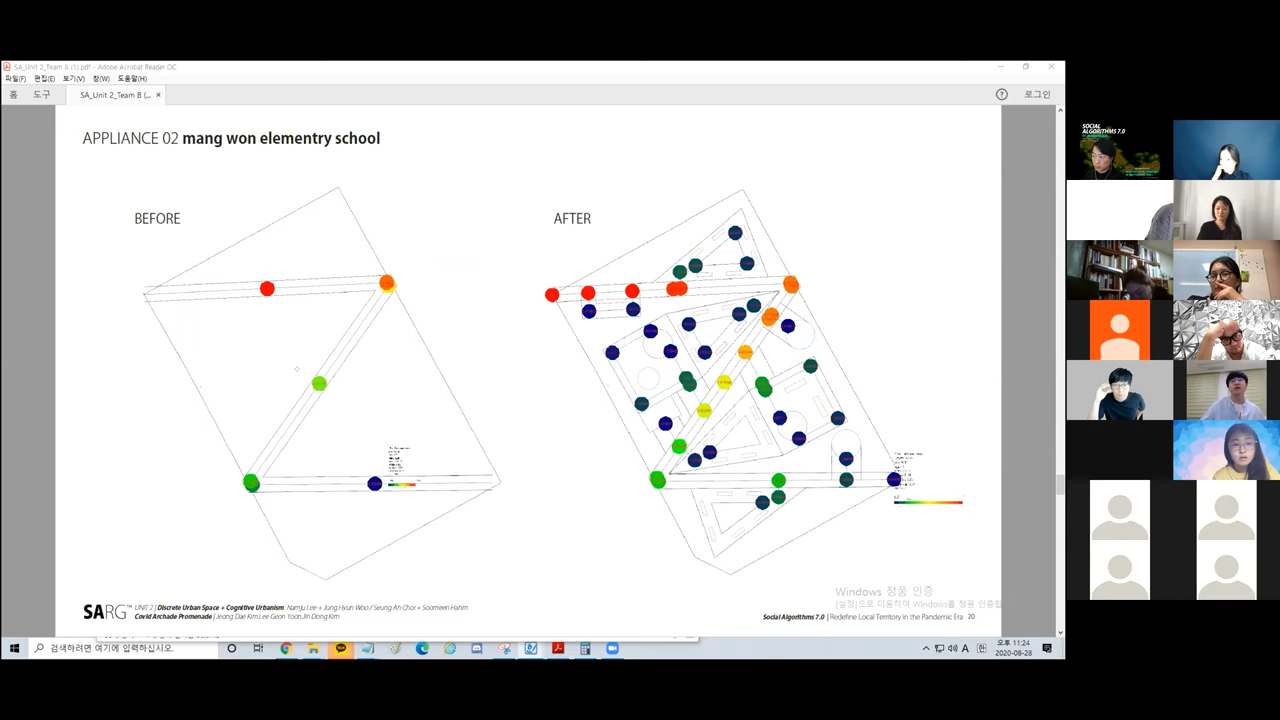 SA_Unit 2_Team B (1).pdf - Adobe Acrobat Reader DC
파일(F) 편집(E) 보기(V) 창(W) 도움말(H)
홈 도구 SA_Unit 2_Team B (... × 로그인
APPLIANCE 02 mang won elementry school
BEFORE
AFTER
SOCIAL
ALGORITHMS 7.0
Windows 정품 인증
[설정]으로 이동하여 Windows를 정품 인증합
SARG™ UNIT 2 | Discrete Urban Space + Cognitive Urbanism Namju Lee + Jung Hyun Woo / Seung Ah Choi + Soomeen Hahm
Covid Archade Promenade | Jeong Dae Kim.Lee Geon Yoon.Jin Dong Kim
Social Algorithms 7.0 | Redefine Local Territory in the Pandemic Era 20
검색하려면 여기에 입력하십시오.
A 한 오후 11:24
2020-08-28